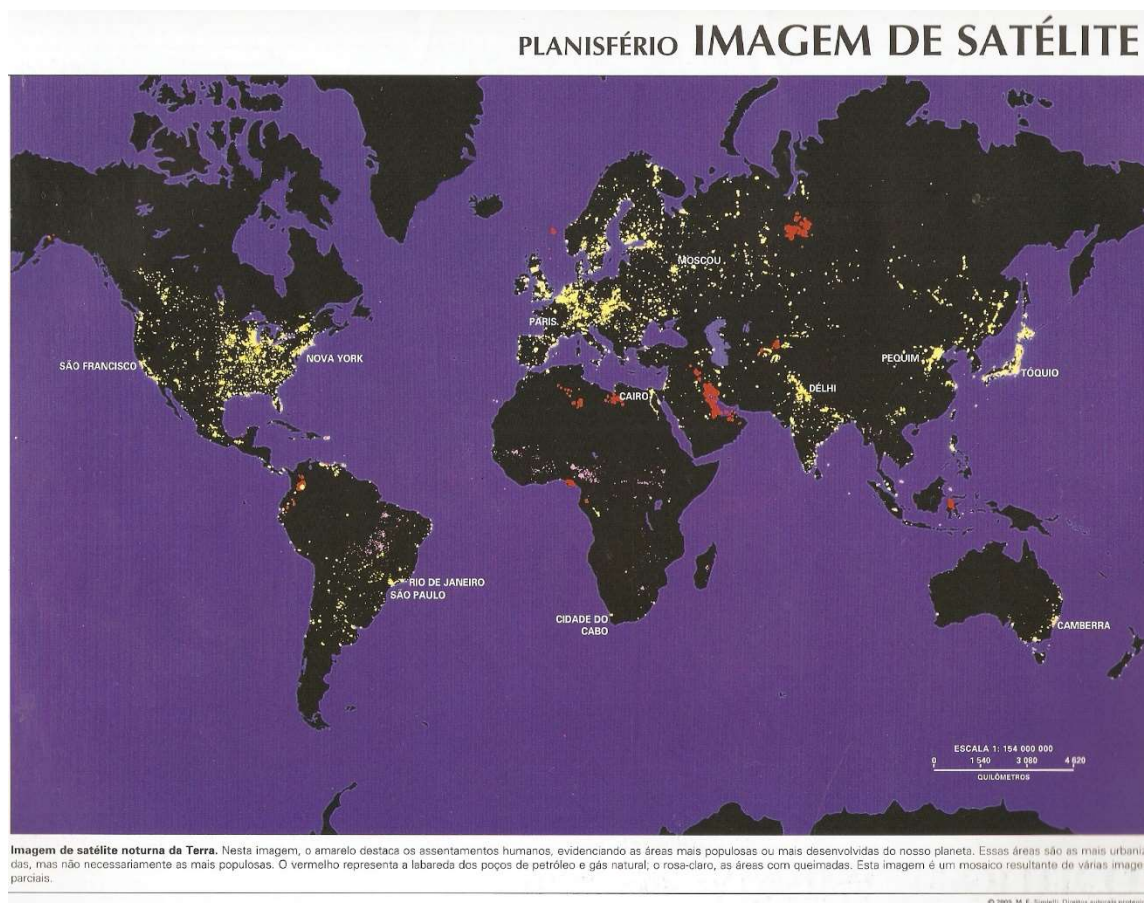 PLANISFÉRIO IMAGEM DE SATÉLITE
MOSCOU
PARIS
SÃO FRANCISCO
NOVA YORK
PEQUIM
TÓQUIO
CAIRO
DÉLHI
RIO DE JANEIRO
SÃO PAULO
CIDADE DO
CABO
CAMBERRA
ESCALA 1: 154 000 000
0 1 540 3 080 4 620
QUILÔMETROS
Imagem de satélite noturna da Terra. Nesta imagem, o amarelo destaca os assentamentos humanos, evidenciando as áreas mais populosas ou mais desenvolvidas do nosso planeta. Essas áreas são as mais urbaniza
das, mas não necessariamente as mais populosas. O vermelho representa a labareda dos poços de petróleo e gás natural; o rosa-claro, as áreas com queimadas. Esta imagem é um mosaico resultante de várias image
parciais.
M. E. Simielli